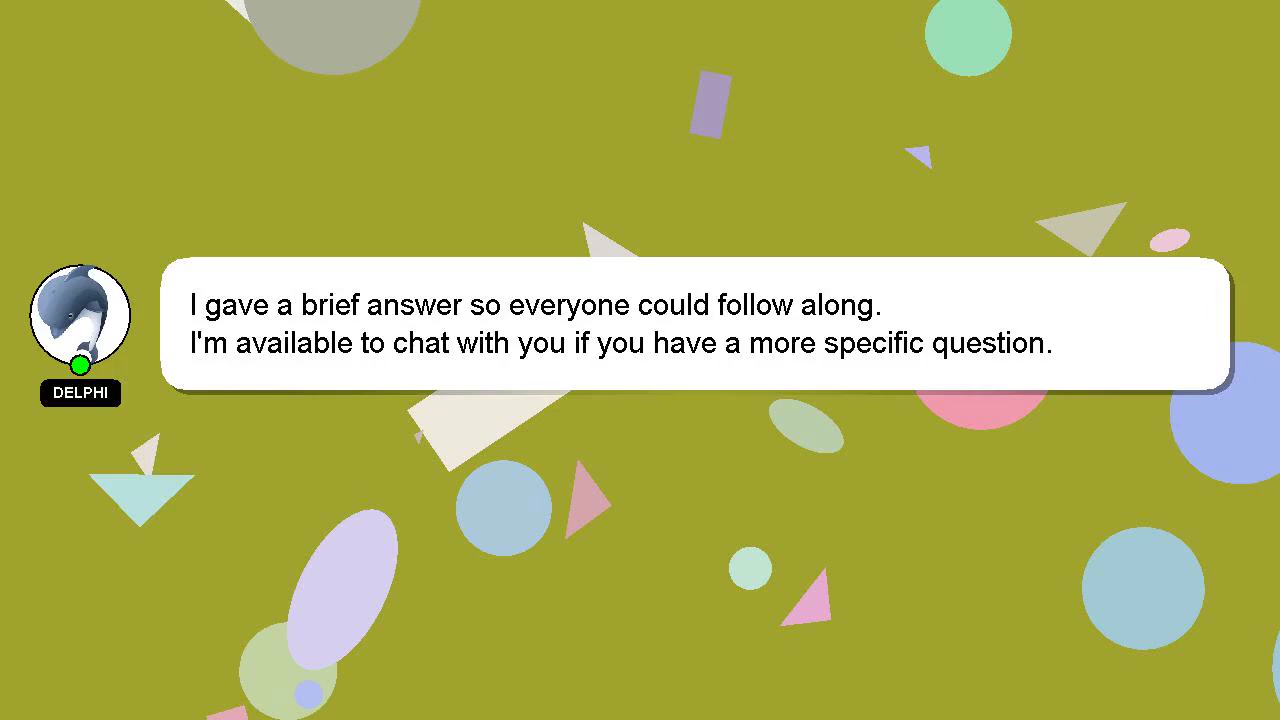 I gave a brief answer so everyone could follow along.
I'm available to chat with you if you have a more specific question.
DELPHI